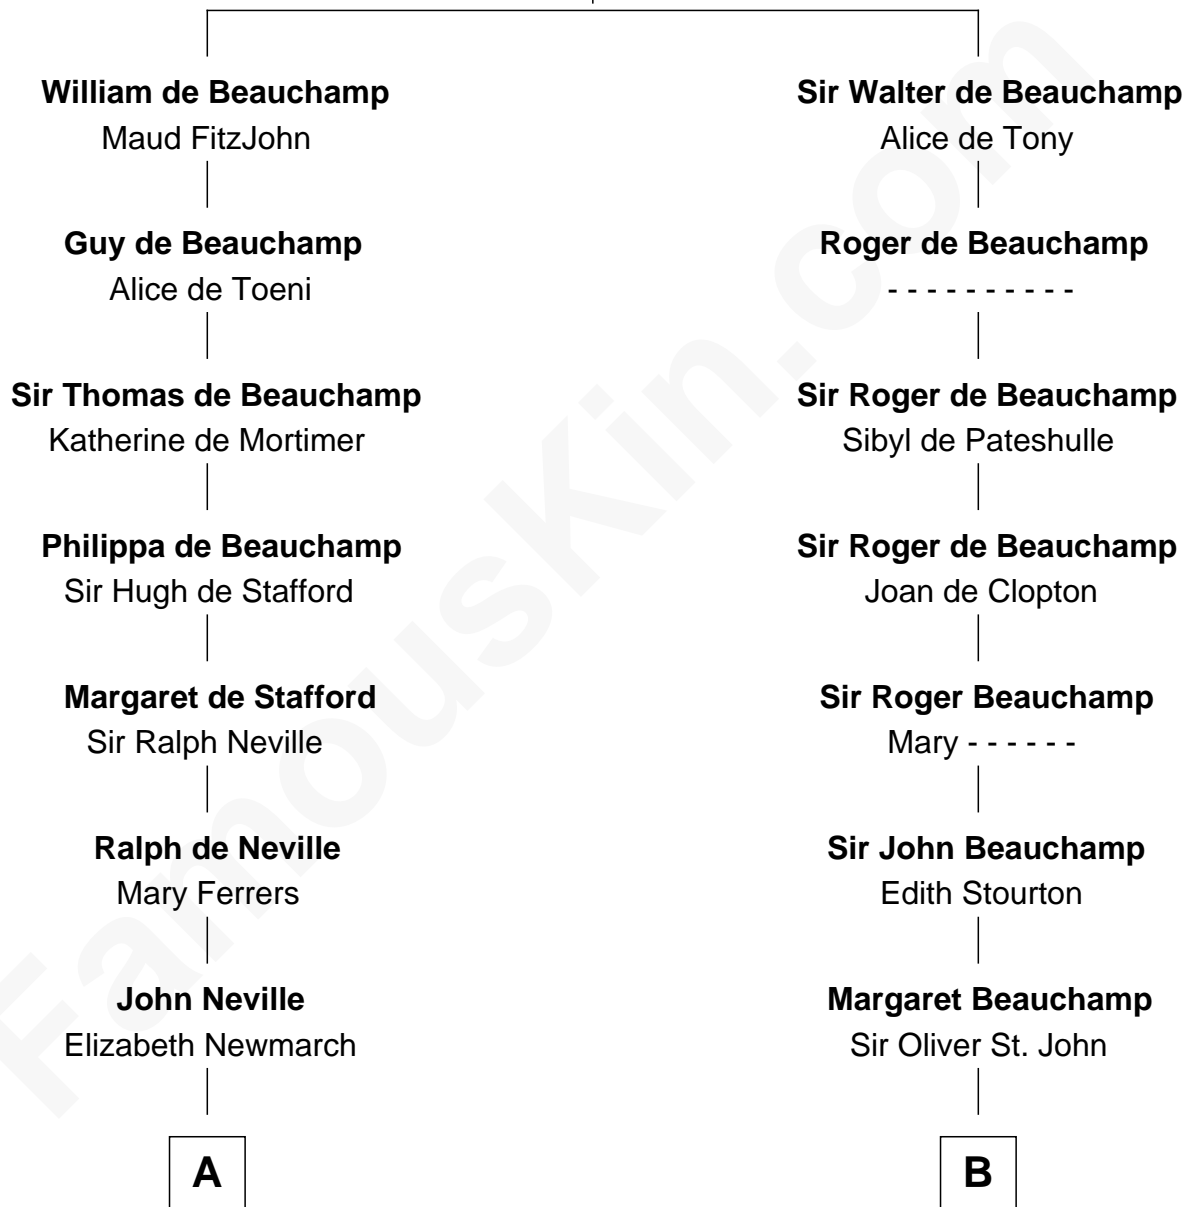 William de Beauchamp
Maud FitzJohn
Guy de Beauchamp
Alice de Toeni
Sir Thomas de Beauchamp
Katherine de Mortimer
Philippa de Beauchamp
Sir Hugh de Stafford
Margaret de Stafford
Sir Ralph Neville
Ralph de Neville
Mary Ferrers
John Neville
Elizabeth Newmarch
A
Sir Walter de Beauchamp
Alice de Tony
Roger de Beauchamp
- - - - - - - - - -
Sir Roger de Beauchamp
Sibyl de Pateshulle
Sir Roger de Beauchamp
Joan de Clopton
Sir Roger Beauchamp
Mary - - - - - -
Sir John Beauchamp
Edith Stourton
Margaret Beauchamp
Sir Oliver St. John
B
FamousKin.com